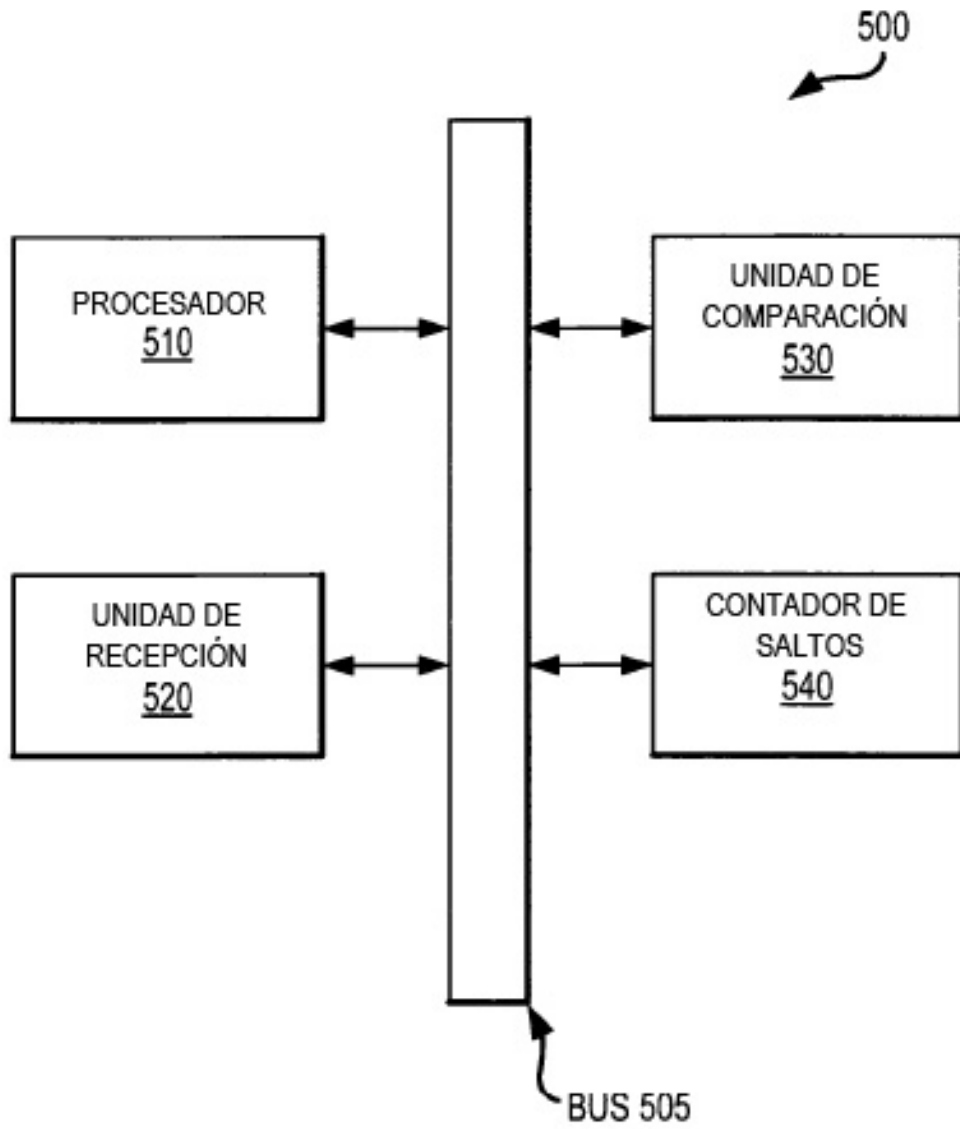 500
PROCESADOR
510
UNIDAD DE
COMPARACIÓN
530
UNIDAD DE
RECEPCIÓN
520
CONTADOR DE
SALTOS
540
BUS 505